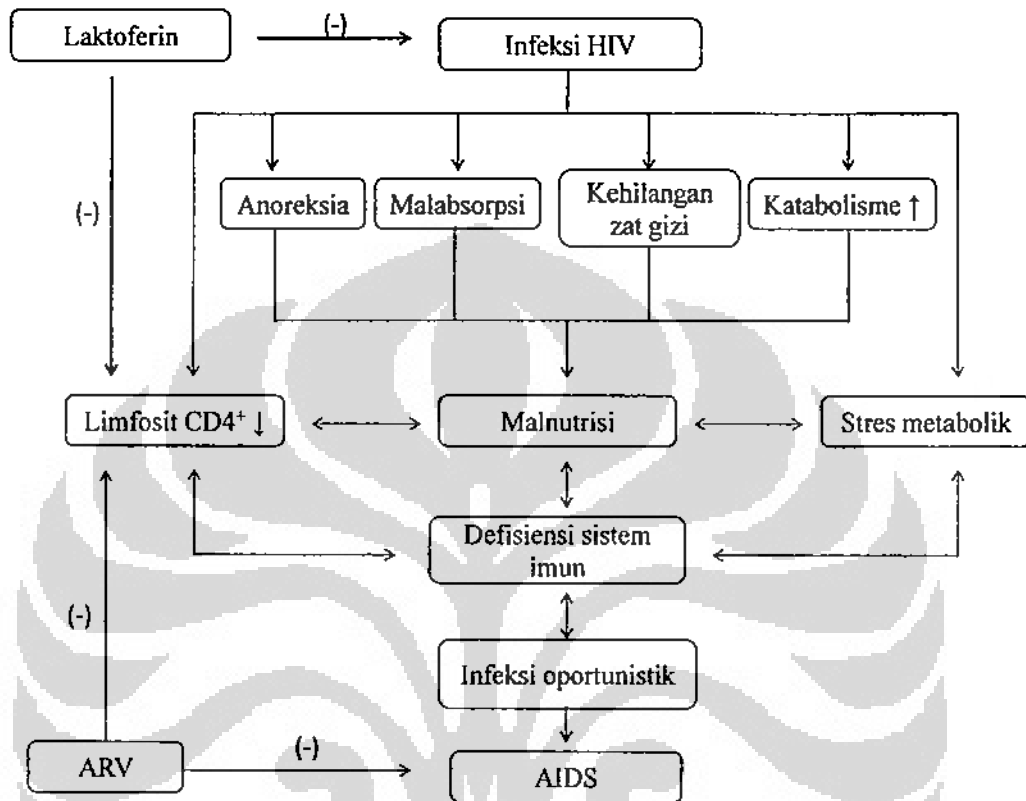 Laktoferin
(-)
Infeksi HIV
(-)
Anoreksia
Malabsorpsi
Kehilangan
zat gizi
Katabolisme ↑
Limfosit CD4⁺ ↓
Malnutrisi
Stres metabolik
Defisiensi sistem
imun
(-)
Infeksi oportunistik
ARV
(-)
AIDS